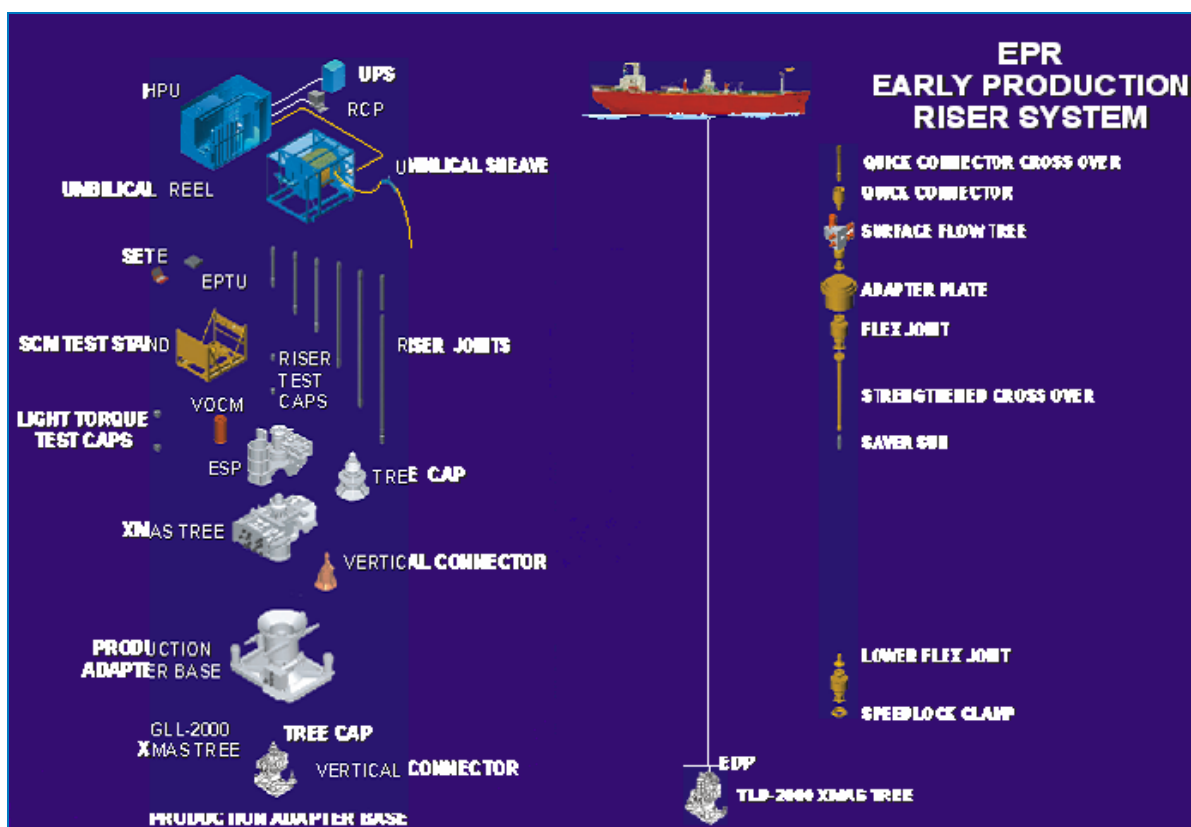 EPR
EARLY PRODUCTION
RISER SYSTEM
HPU
UPS
RCP
UMBILICAL REEL
UMBILICAL SHEAVE
SETE
EPTU
SCM TEST STAND
RISER JOINTS
RISER
TEST
CAPS
VOCM
LIGHT TORQUE
TEST CAPS
ESP
TREE CAP
XMAS TREE
VERTICAL CONNECTOR
PRODUCTION
ADAPTER BASE
GLL-2000
XMAS TREE
TREE CAP
VERTICAL CONNECTOR
PRODUCTION ADAPTER BASE
QUICK CONNECTOR CROSS OVER
QUICK CONNECTOR
SURFACE FLOW TREE
ADAPTER PLATE
FLEX JOINT
STRENGTHENED CROSS OVER
SAVER SUB
LOWER FLEX JOINT
SPEEDLOCK CLAMP
EDP
XMAS TREE